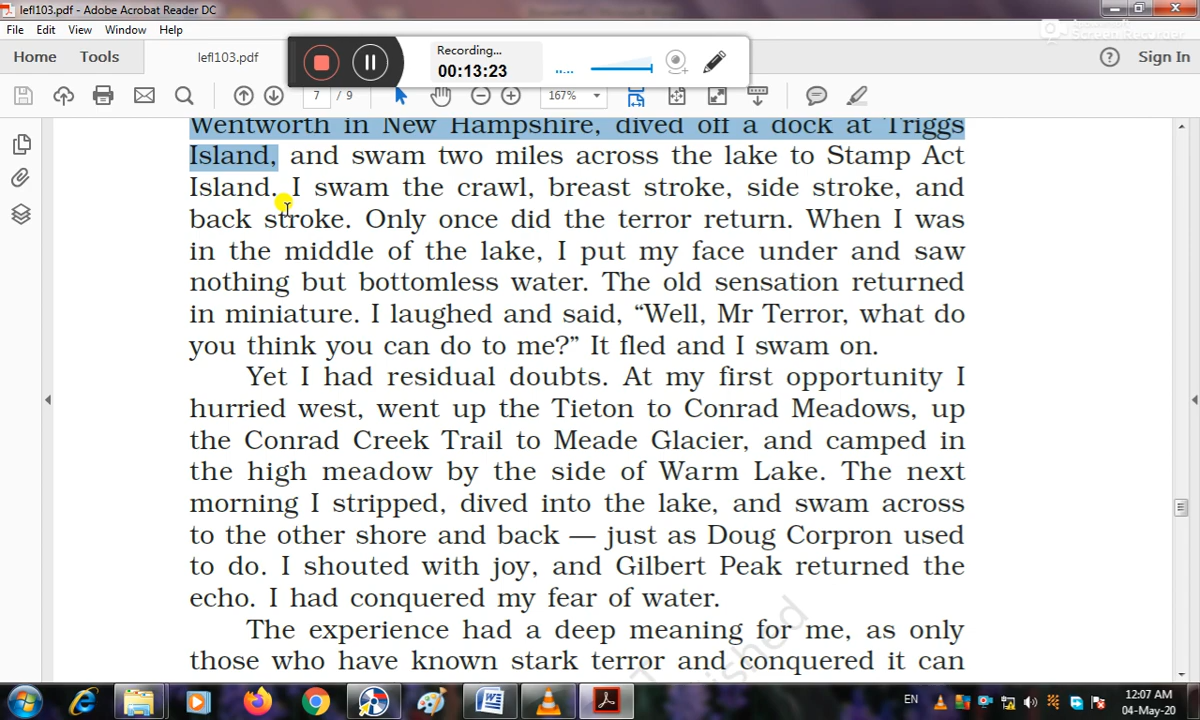 lefl103.pdf - Adobe Acrobat Reader DC
File Edit View Window Help
Home Tools lefl103.pdf
Recording...
00:13:23
Screen Recorder
Sign In
7 / 9
167%
Wentworth in New Hampshire, dived off a dock at Triggs
Island, and swam two miles across the lake to Stamp Act
Island. I swam the crawl, breast stroke, side stroke, and
back stroke. Only once did the terror return. When I was
in the middle of the lake, I put my face under and saw
nothing but bottomless water. The old sensation returned
in miniature. I laughed and said, “Well, Mr Terror, what do
you think you can do to me?” It fled and I swam on.
Yet I had residual doubts. At my first opportunity I
hurried west, went up the Tieton to Conrad Meadows, up
the Conrad Creek Trail to Meade Glacier, and camped in
the high meadow by the side of Warm Lake. The next
morning I stripped, dived into the lake, and swam across
to the other shore and back — just as Doug Corpron used
to do. I shouted with joy, and Gilbert Peak returned the
echo. I had conquered my fear of water.
The experience had a deep meaning for me, as only
those who have known stark terror and conquered it can
EN
12:07 AM
04-May-20